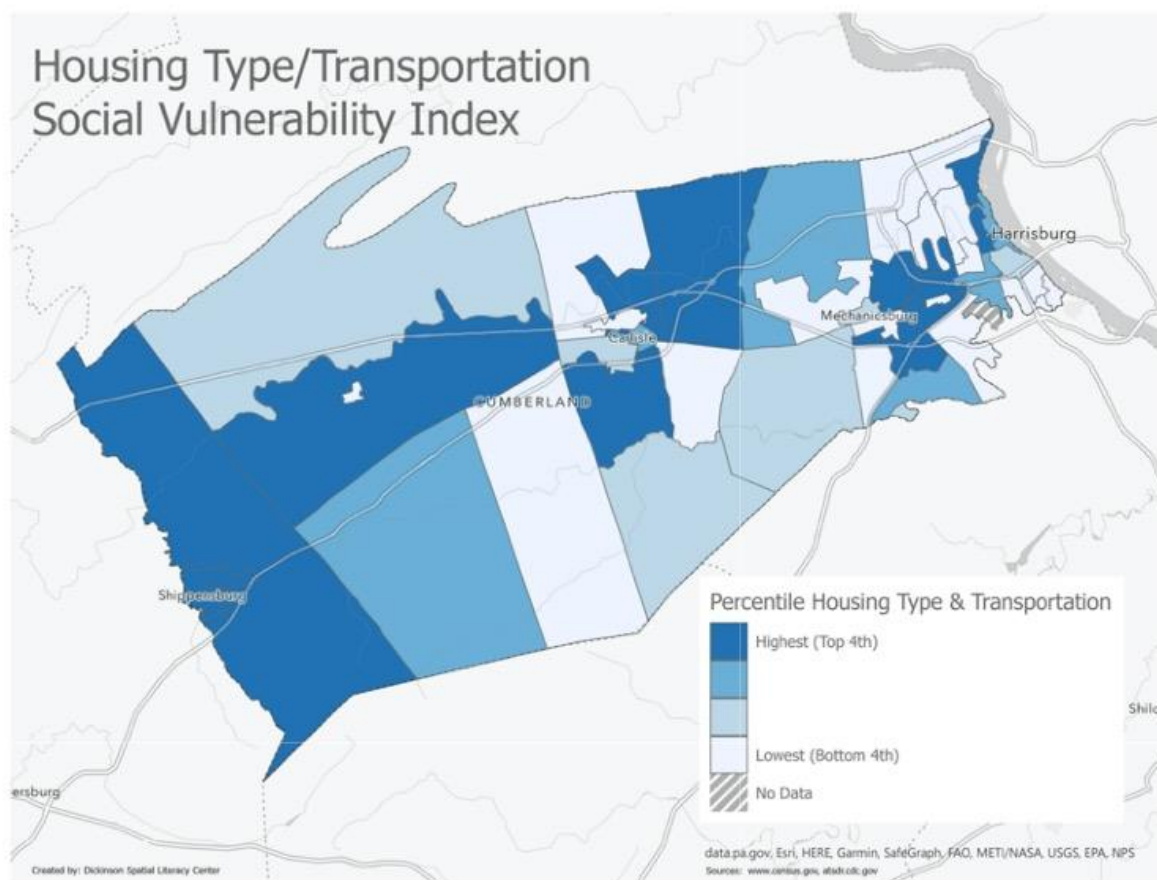 Housing Type/Transportation
Social Vulnerability Index
Harrisburg
Mechanicsburg
Carlisle
CUMBERLAND
Shippensburg
Percentile Housing Type & Transportation
Highest (Top 4th)
Lowest (Bottom 4th)
No Data
Shilo
ersburg
data.pa.gov, Esri, HERE, Garmin, SafeGraph, FAO, METI/NASA, USGS, EPA, NPS
Created by: Dickinson Spatial Literacy Center
Sources: www.census.gov, atsdr.cdc.gov